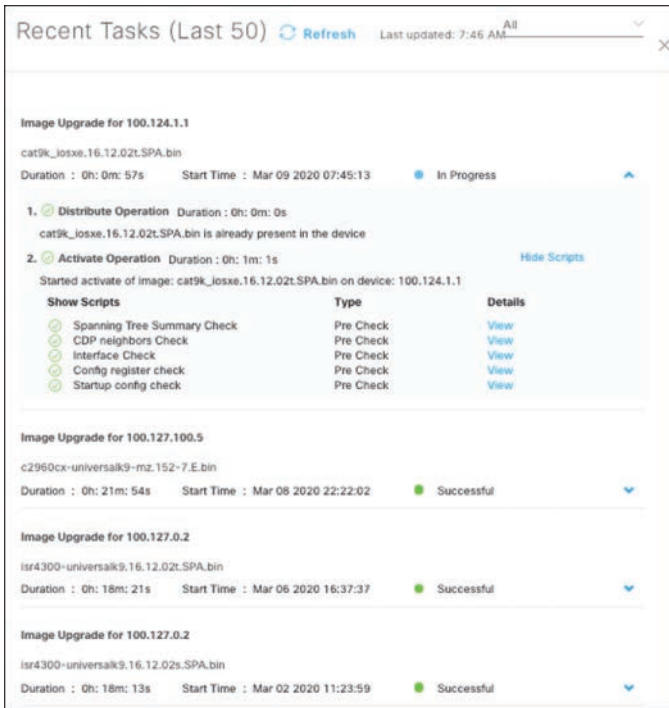 Recent Tasks (Last 50) Refresh Last updated: 7:46 AM All
Image Upgrade for 100.124.1.1
cat9k_iosxe.16.12.02t.SPA.bin
Duration : 0h: 0m: 57s Start Time : Mar 09 2020 07:45:13 In Progress
1. Distribute Operation Duration : 0h: 0m: 0s
cat9k_iosxe.16.12.02t.SPA.bin is already present in the device
2. Activate Operation Duration : 0h: 1m: 1s Hide Scripts
Started activate of image: cat9k_iosxe.16.12.02t.SPA.bin on device: 100.124.1.1
Show Scripts Type Details
Spanning Tree Summary Check Pre Check View
CDP neighbors Check Pre Check View
Interface Check Pre Check View
Config register check Pre Check View
Startup config check Pre Check View
Image Upgrade for 100.127.100.5
c2960cx-universalk9-mz.152-7.E.bin
Duration : 0h: 21m: 54s Start Time : Mar 08 2020 22:22:02 Successful
Image Upgrade for 100.127.0.2
isr4300-universalk9.16.12.02t.SPA.bin
Duration : 0h: 18m: 21s Start Time : Mar 06 2020 16:37:37 Successful
Image Upgrade for 100.127.0.2
isr4300-universalk9.16.12.02s.SPA.bin
Duration : 0h: 18m: 13s Start Time : Mar 02 2020 11:23:59 Successful